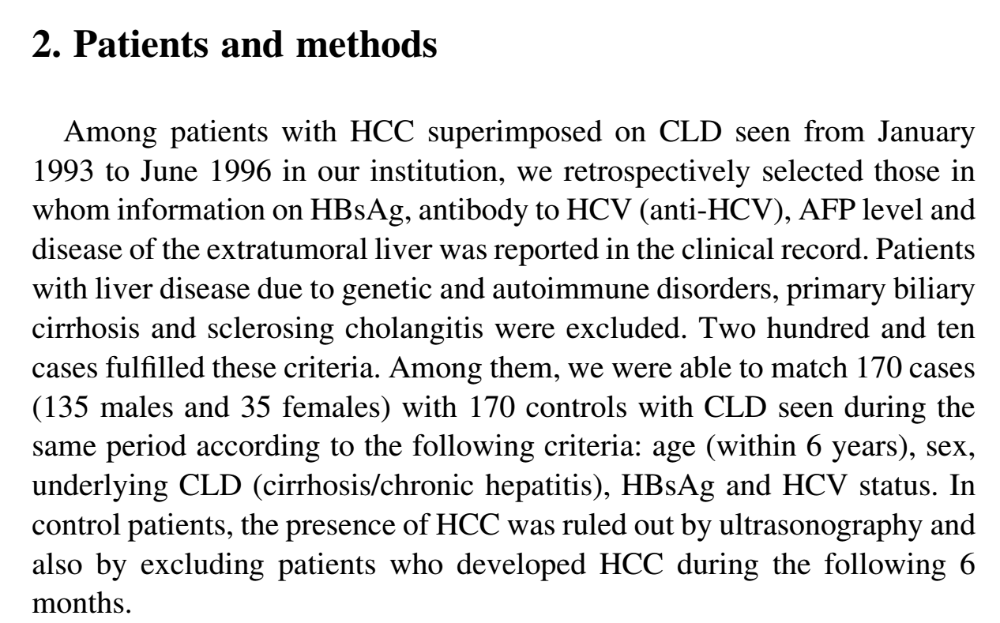 2. Patients and methods
Among patients with HCC superimposed on CLD seen from January
1993 to June 1996 in our institution, we retrospectively selected those in
whom information on HBsAg, antibody to HCV (anti-HCV), AFP level and
disease of the extratumoral liver was reported in the clinical record. Patients
with liver disease due to genetic and autoimmune disorders, primary biliary
cirrhosis and sclerosing cholangitis were excluded. Two hundred and ten
cases fulfilled these criteria. Among them, we were able to match 170 cases
(135 males and 35 females) with 170 controls with CLD seen during the
same period according to the following criteria: age (within 6 years), sex,
underlying CLD (cirrhosis/chronic hepatitis), HBsAg and HCV status. In
control patients, the presence of HCC was ruled out by ultrasonography and
also by excluding patients who developed HCC during the following 6
months.